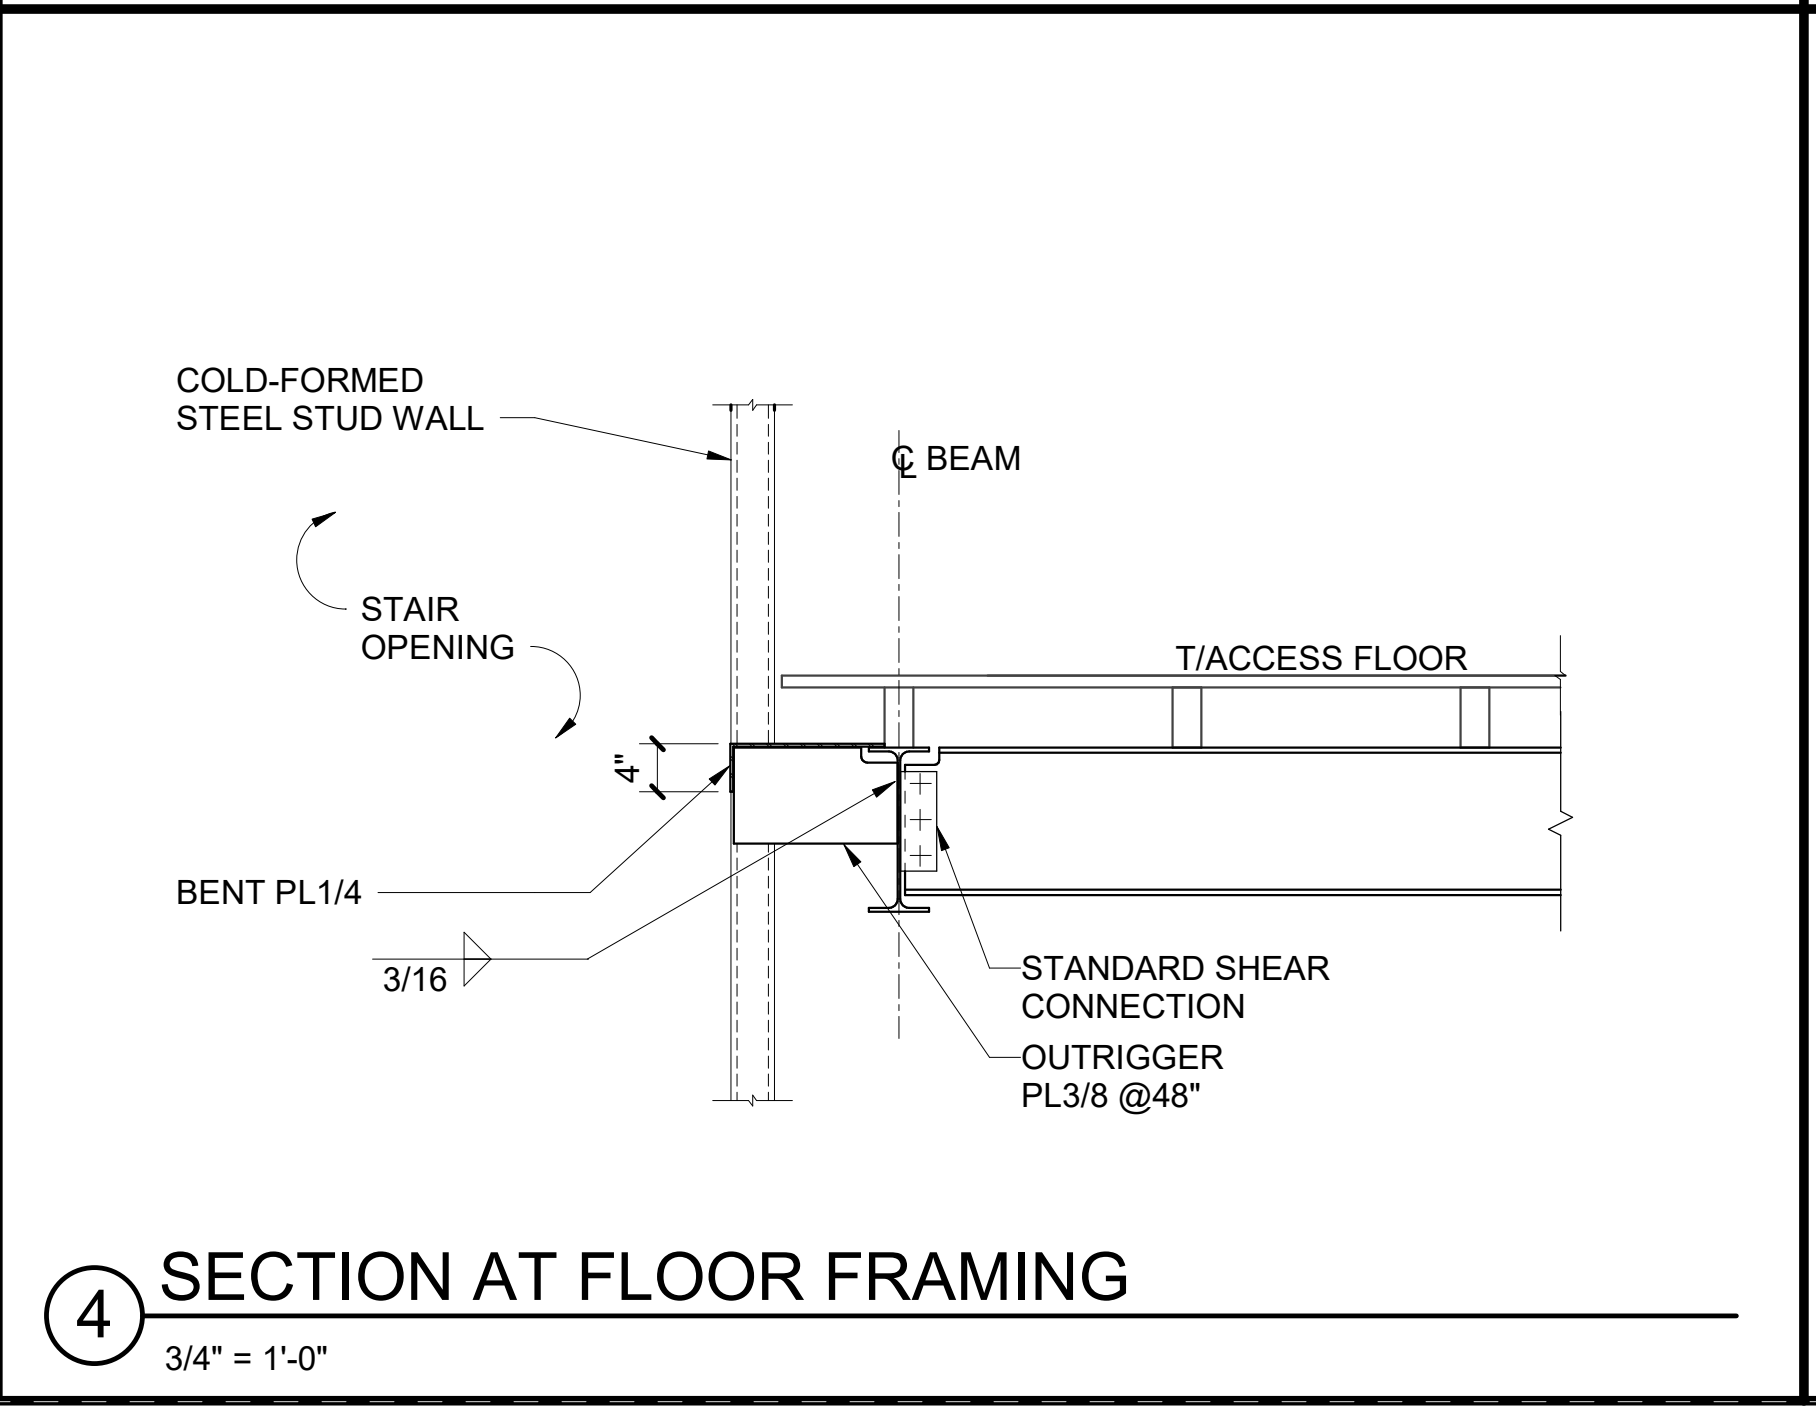 COLD-FORMED
STEEL STUD WALL
℄ BEAM
STAIR
OPENING
T/ACCESS FLOOR
4"
BENT PL1/4
3/16
STANDARD SHEAR
CONNECTION
OUTRIGGER
PL3/8 @48"
4
SECTION AT FLOOR FRAMING
3/4" = 1'-0"